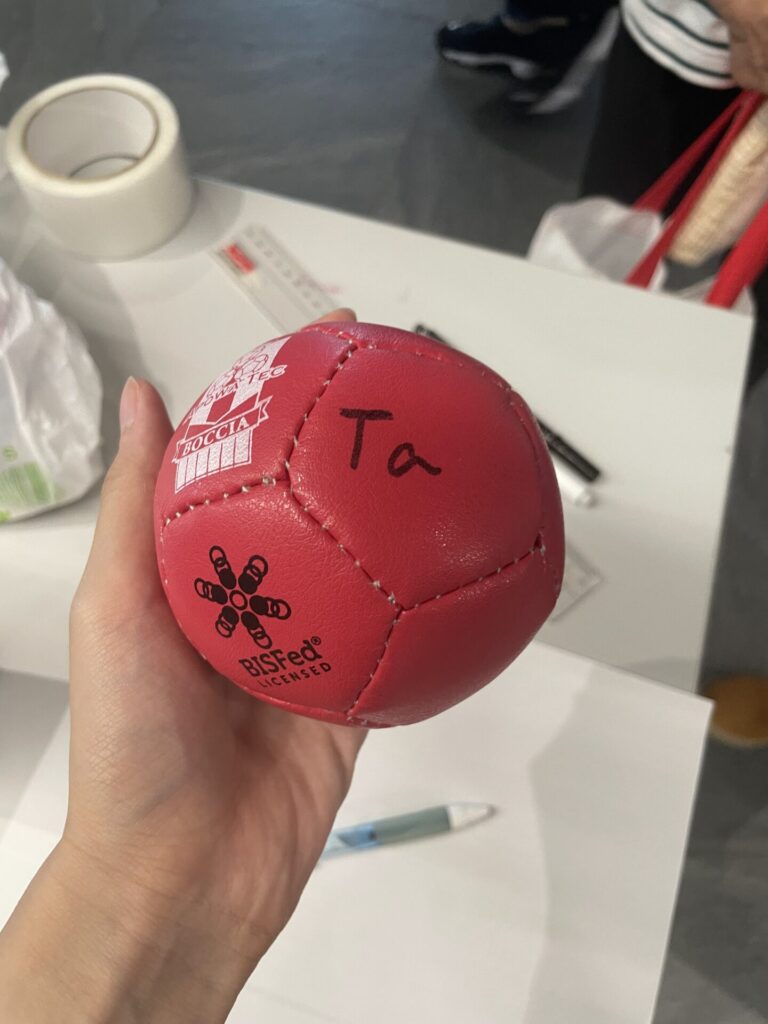 BOCCIA
Ta
BISFed®
LICENSED